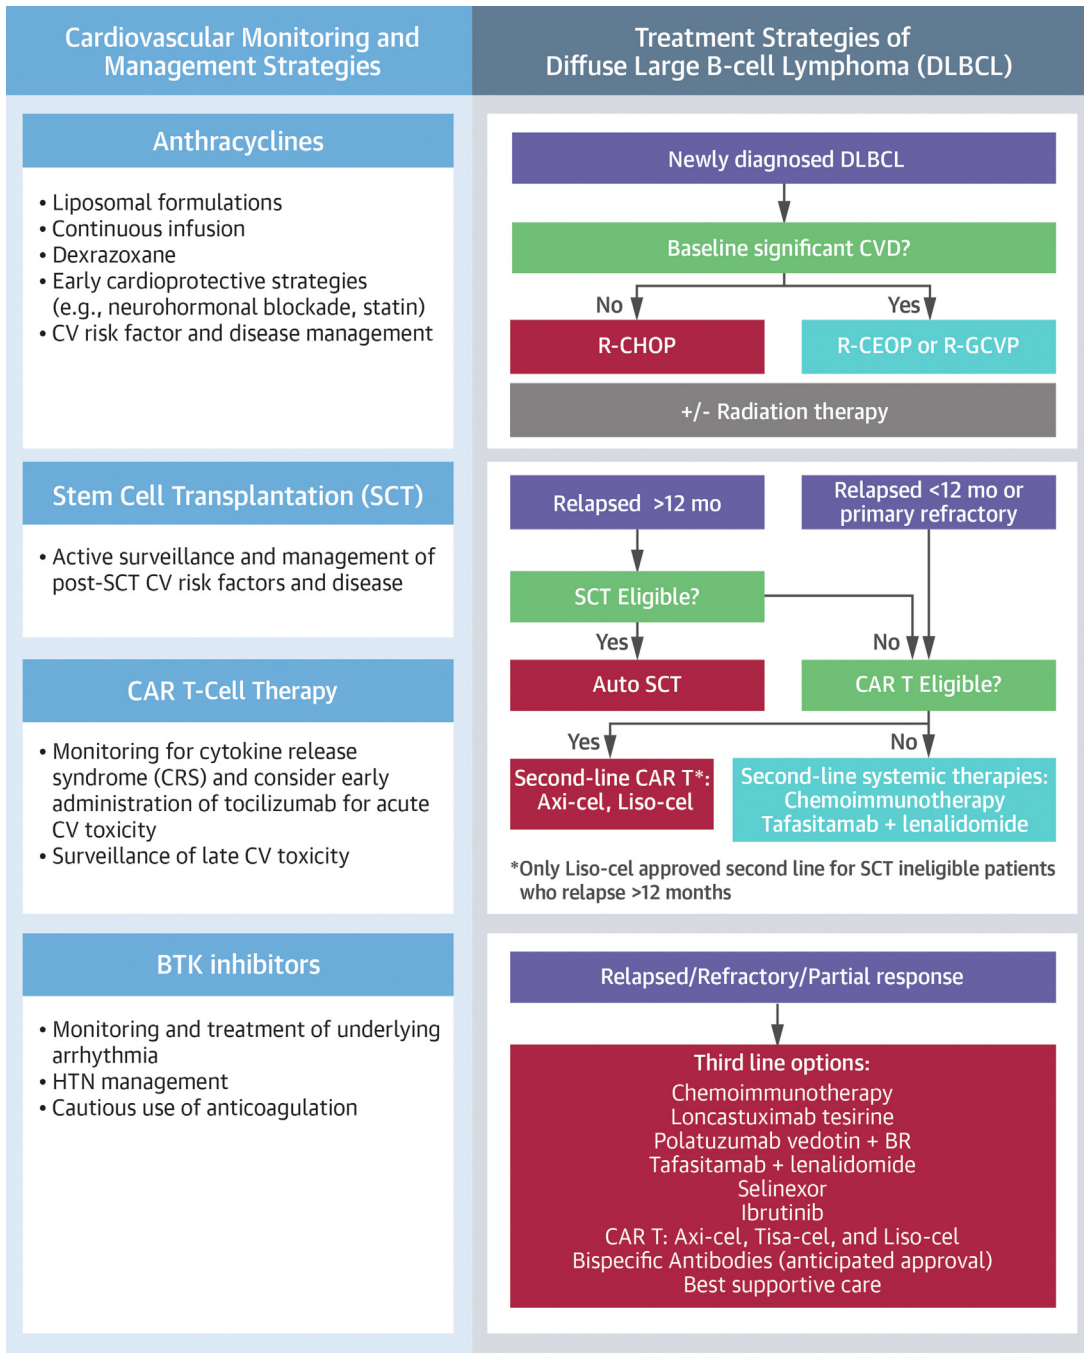 Cardiovascular Monitoring and
Management Strategies
Anthracyclines
• Liposomal formulations
• Continuous infusion
• Dexrazoxane
• Early cardioprotective strategies
(e.g., neurohormonal blockade, statin)
• CV risk factor and disease management
Stem Cell Transplantation (SCT)
• Active surveillance and management of
post-SCT CV risk factors and disease
CAR T-Cell Therapy
• Monitoring for cytokine release
syndrome (CRS) and consider early
administration of tocilizumab for acute
CV toxicity
• Surveillance of late CV toxicity
BTK inhibitors
• Monitoring and treatment of underlying
arrhythmia
• HTN management
• Cautious use of anticoagulation
Treatment Strategies of
Diffuse Large B-cell Lymphoma (DLBCL)
Newly diagnosed DLBCL
Baseline significant CVD?
No
Yes
R-CHOP
R-CEOP or R-GCVP
+/- Radiation therapy
Relapsed >12 mo
Relapsed <12 mo or
primary refractory
SCT Eligible?
Yes
No
Auto SCT
CAR T Eligible?
Yes
No
Second-line CAR T*:
Axi-cel, Liso-cel
Second-line systemic therapies:
Chemoimmunotherapy
Tafasitamab + lenalidomide
*Only Liso-cel approved second line for SCT ineligible patients
who relapse >12 months
Relapsed/Refractory/Partial response
Third line options:
Chemoimmunotherapy
Loncastuximab tesirine
Polatuzumab vedotin + BR
Tafasitamab + lenalidomide
Selinexor
Ibrutinib
CAR T: Axi-cel, Tisa-cel, and Liso-cel
Bispecific Antibodies (anticipated approval)
Best supportive care